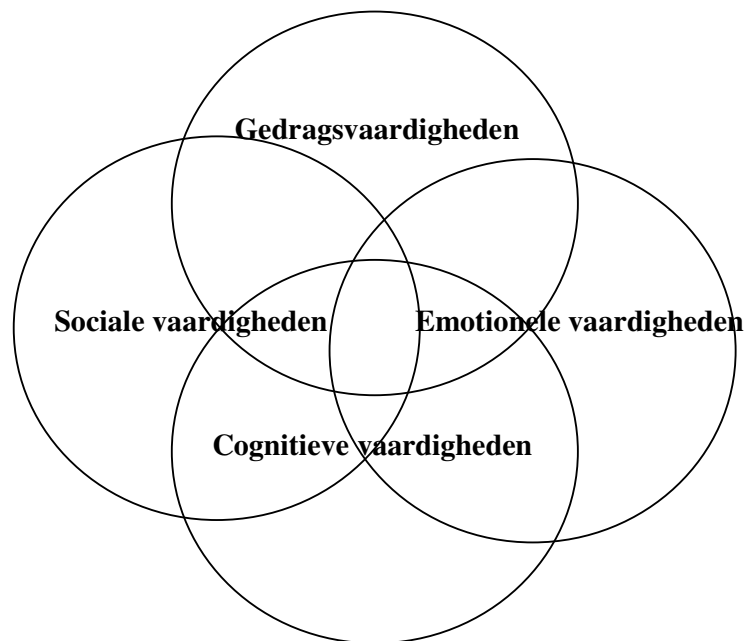 Gedragsvaardigheden
Sociale vaardigheden
Emotionele vaardigheden
Cognitieve vaardigheden